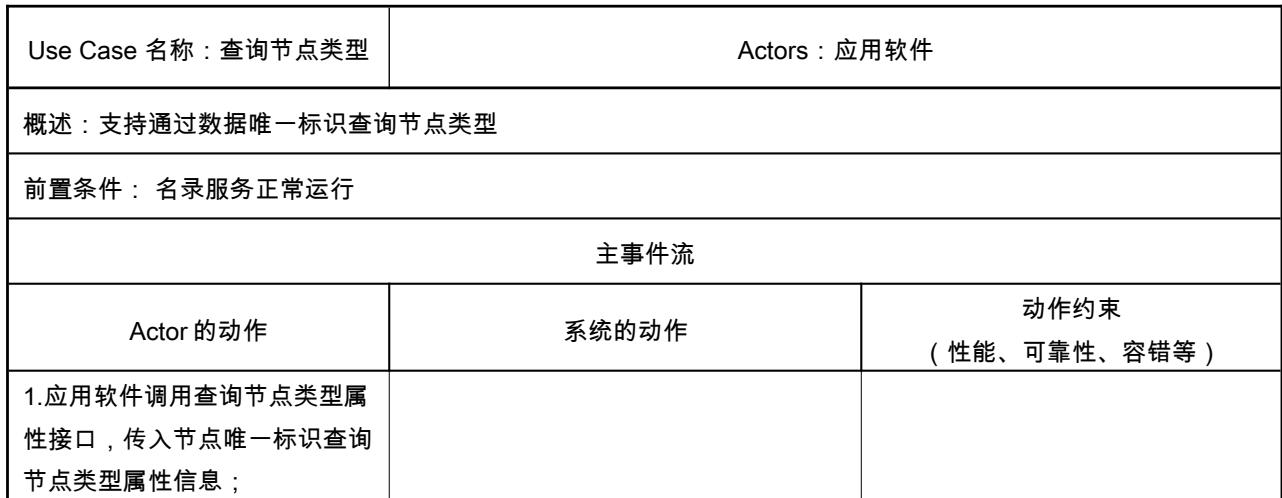 Use Case 名称：查询节点类型
Actors：应用软件
概述：支持通过数据唯一标识查询节点类型
前置条件： 名录服务正常运行
主事件流
Actor 的动作
系统的动作
动作约束
（性能、可靠性、容错等）
1.应用软件调用查询节点类型属
性接口，传入节点唯一标识查询
节点类型属性信息；